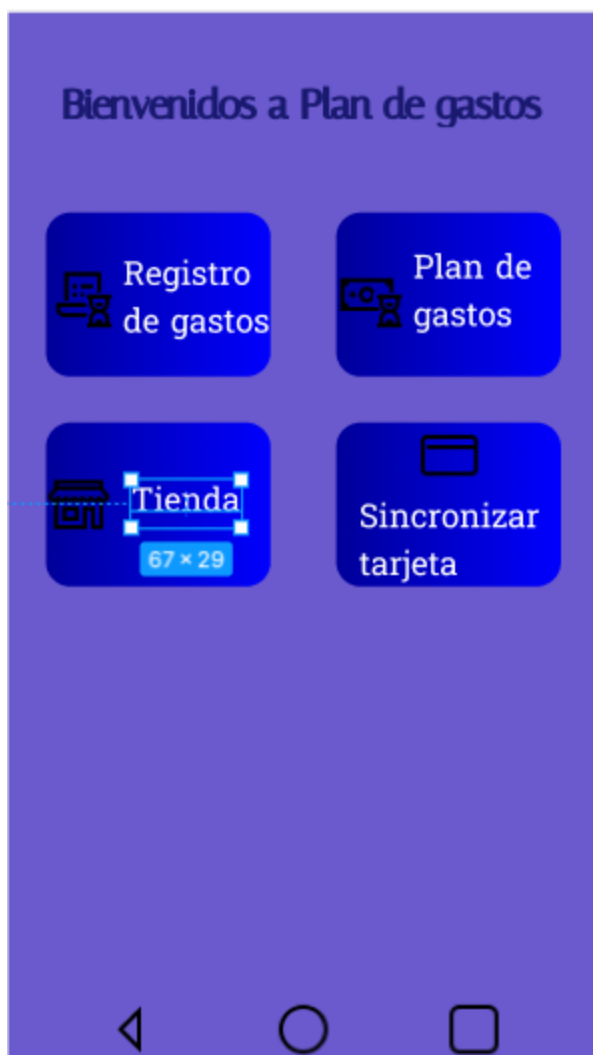 Bienvenidos a Plan de gastos
Registro
de gastos
Plan de
gastos
Tienda
67 × 29
Sincronizar
tarjeta